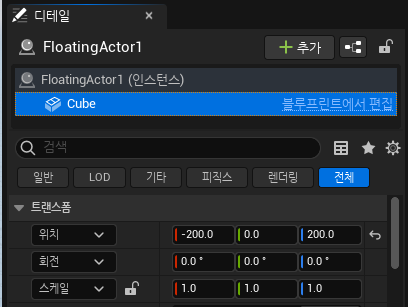 디테일
FloatingActor1
추가
FloatingActor1 (인스턴스)
Cube 블루프린트에서 편집
검색
일반 LOD 기타 피직스 렌더링 전체
트랜스폼
위치 -200.0 0.0 200.0
회전 0.0 ° 0.0 ° 0.0 °
스케일 1.0 1.0 1.0